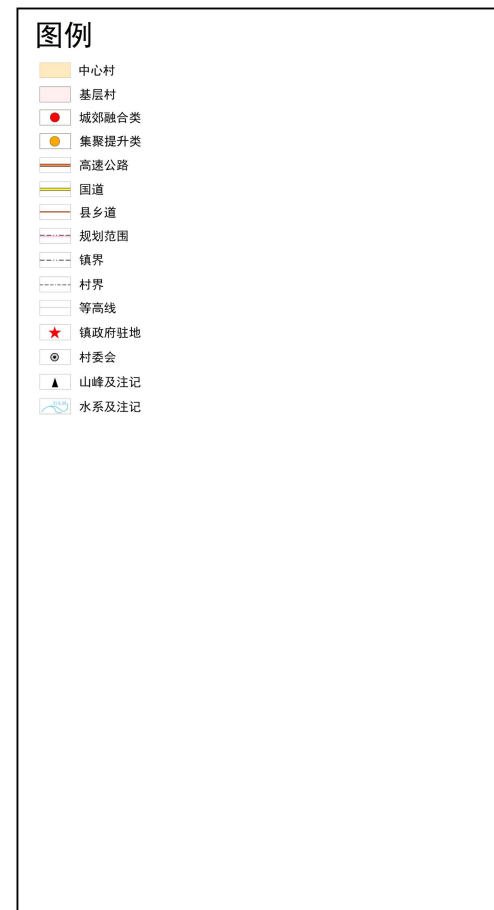 图例
中心村
基层村
城郊融合类
集聚提升类
高速公路
国道
县乡道
规划范围
镇界
村界
等高线
镇政府驻地
村委会
山峰及注记
水系及注记